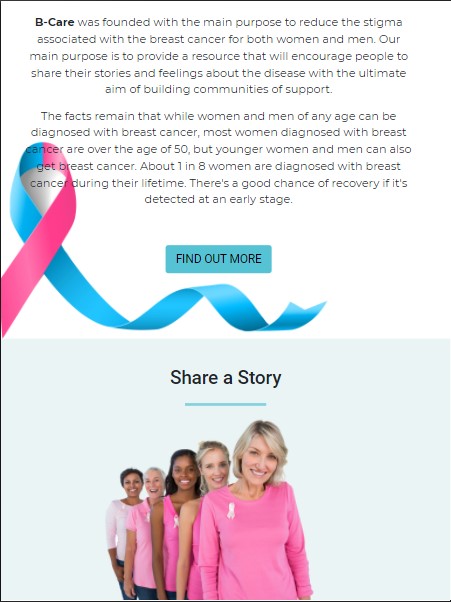 B-Care was founded with the main purpose to reduce the stigma
associated with the breast cancer for both women and men. Our
main purpose is to provide a resource that will encourage people to
share their stories and feelings about the disease with the ultimate
aim of building communities of support.
The facts remain that while women and men of any age can be
diagnosed with breast cancer, most women diagnosed with breast
cancer are over the age of 50, but younger women and men can also
get breast cancer. About 1 in 8 women are diagnosed with breast
cancer during their lifetime. There's a good chance of recovery if it's
detected at an early stage.
FIND OUT MORE
Share a Story